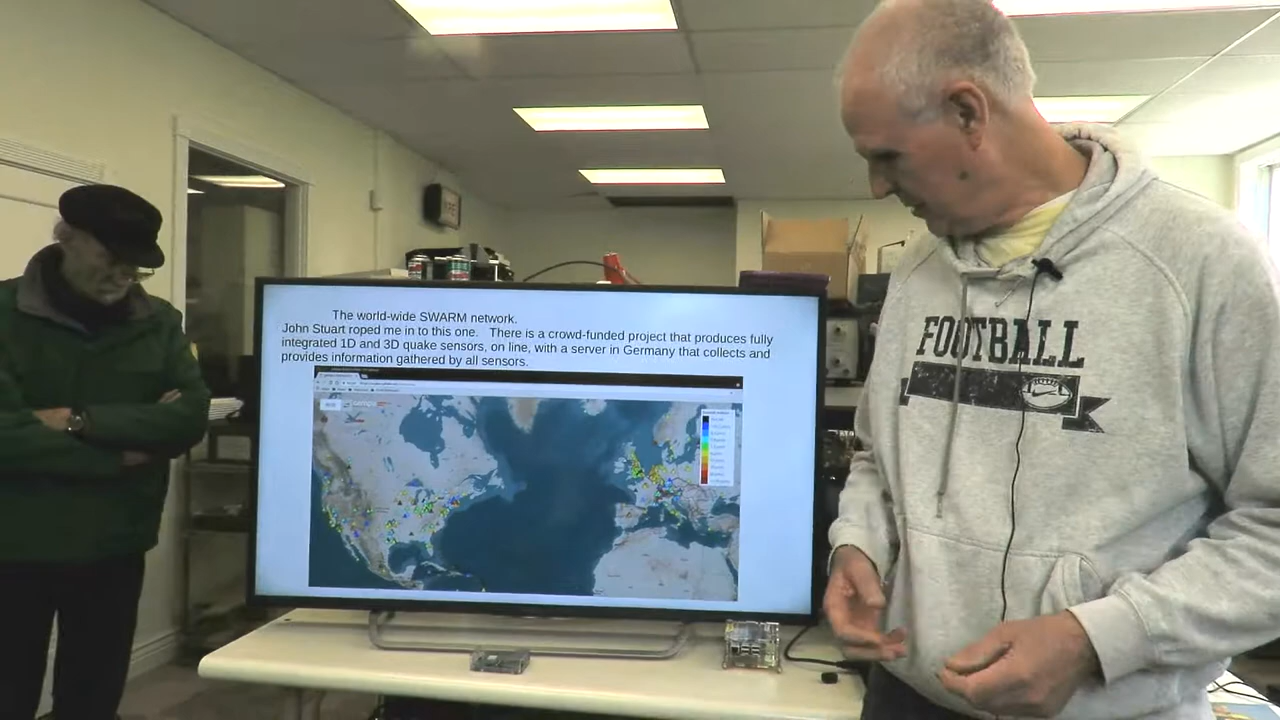 The world-wide SWARM network.
John Stuart roped me in to this one. There is a crowd-funded project that produces fully
integrated 1D and 3D quake sensors, on line, with a server in Germany that collects and
provides information gathered by all sensors.
FOOTBALL